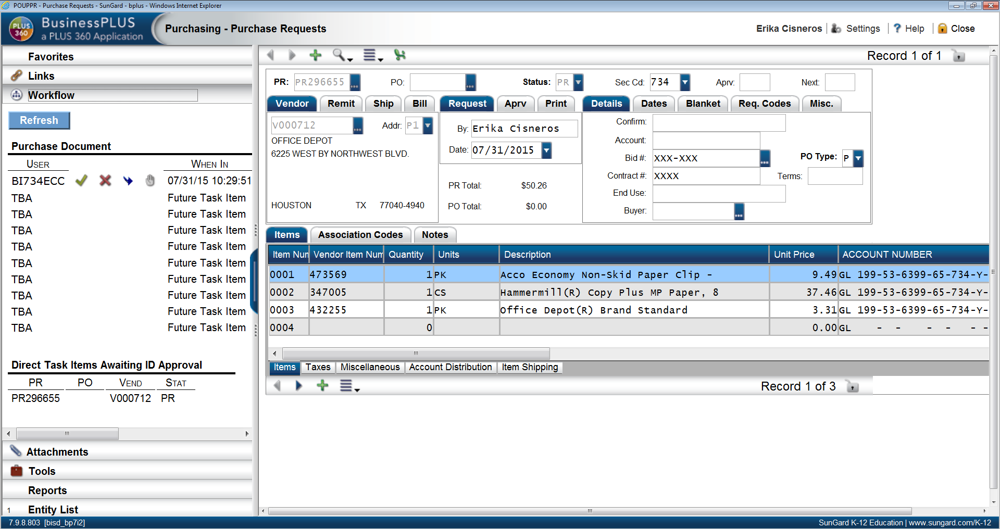 POUPPR - Purchase Requests - SunGard - bplus - Windows Internet Explorer
PLUS 360
BusinessPLUS
a PLUS 360 Application
Purchasing - Purchase Requests
Erika Cisneros | Settings | ? Help | Close
Favorites
Links
Workflow
Refresh
Purchase Document
USER WHEN IN
BI734ECC 07/31/15 10:29:51
TBA Future Task Item
TBA Future Task Item
TBA Future Task Item
TBA Future Task Item
TBA Future Task Item
TBA Future Task Item
TBA Future Task Item
TBA Future Task Item
TBA Future Task Item
Direct Task Items Awaiting ID Approval
PR PO VEND STAT
PR296655 V000712 PR
Attachments
Tools
Reports
1 Entity List
Record 1 of 1
PR: PR296655 PO: Status: PR Sec Cd: 734 Aprv: Next:
Vendor Remit Ship Bill
V000712 Addr: P1
OFFICE DEPOT
6225 WEST BY NORTHWEST BLVD.
HOUSTON TX 77040-4940
Request Aprv Print
By: Erika Cisneros
Date: 07/31/2015
PR Total: $50.26
PO Total: $0.00
Details Dates Blanket Req. Codes Misc.
Confirm:
Account:
Bid #: XXX-XXX PO Type: P
Contract #: XXXX Terms:
End Use:
Buyer:
Items Association Codes Notes
Item Num Vendor Item Num Quantity Units Description Unit Price ACCOUNT NUMBER
0001 473569 1 PK Acco Economy Non-Skid Paper Clip - 9.49 GL 199-53-6399-65-734-Y-
0002 347005 1 CS Hammermill(R) Copy Plus MP Paper, 8 37.46 GL 199-53-6399-65-734-Y-
0003 432255 1 PK Office Depot(R) Brand Standard 3.31 GL 199-53-6399-65-734-Y-
0004 0 0.00 GL - - - - - -
Items Taxes Miscellaneous Account Distribution Item Shipping
Record 1 of 3
7.9.8.803 [bisd_bp7i2]
SunGard K-12 Education | www.sungard.com/K-12